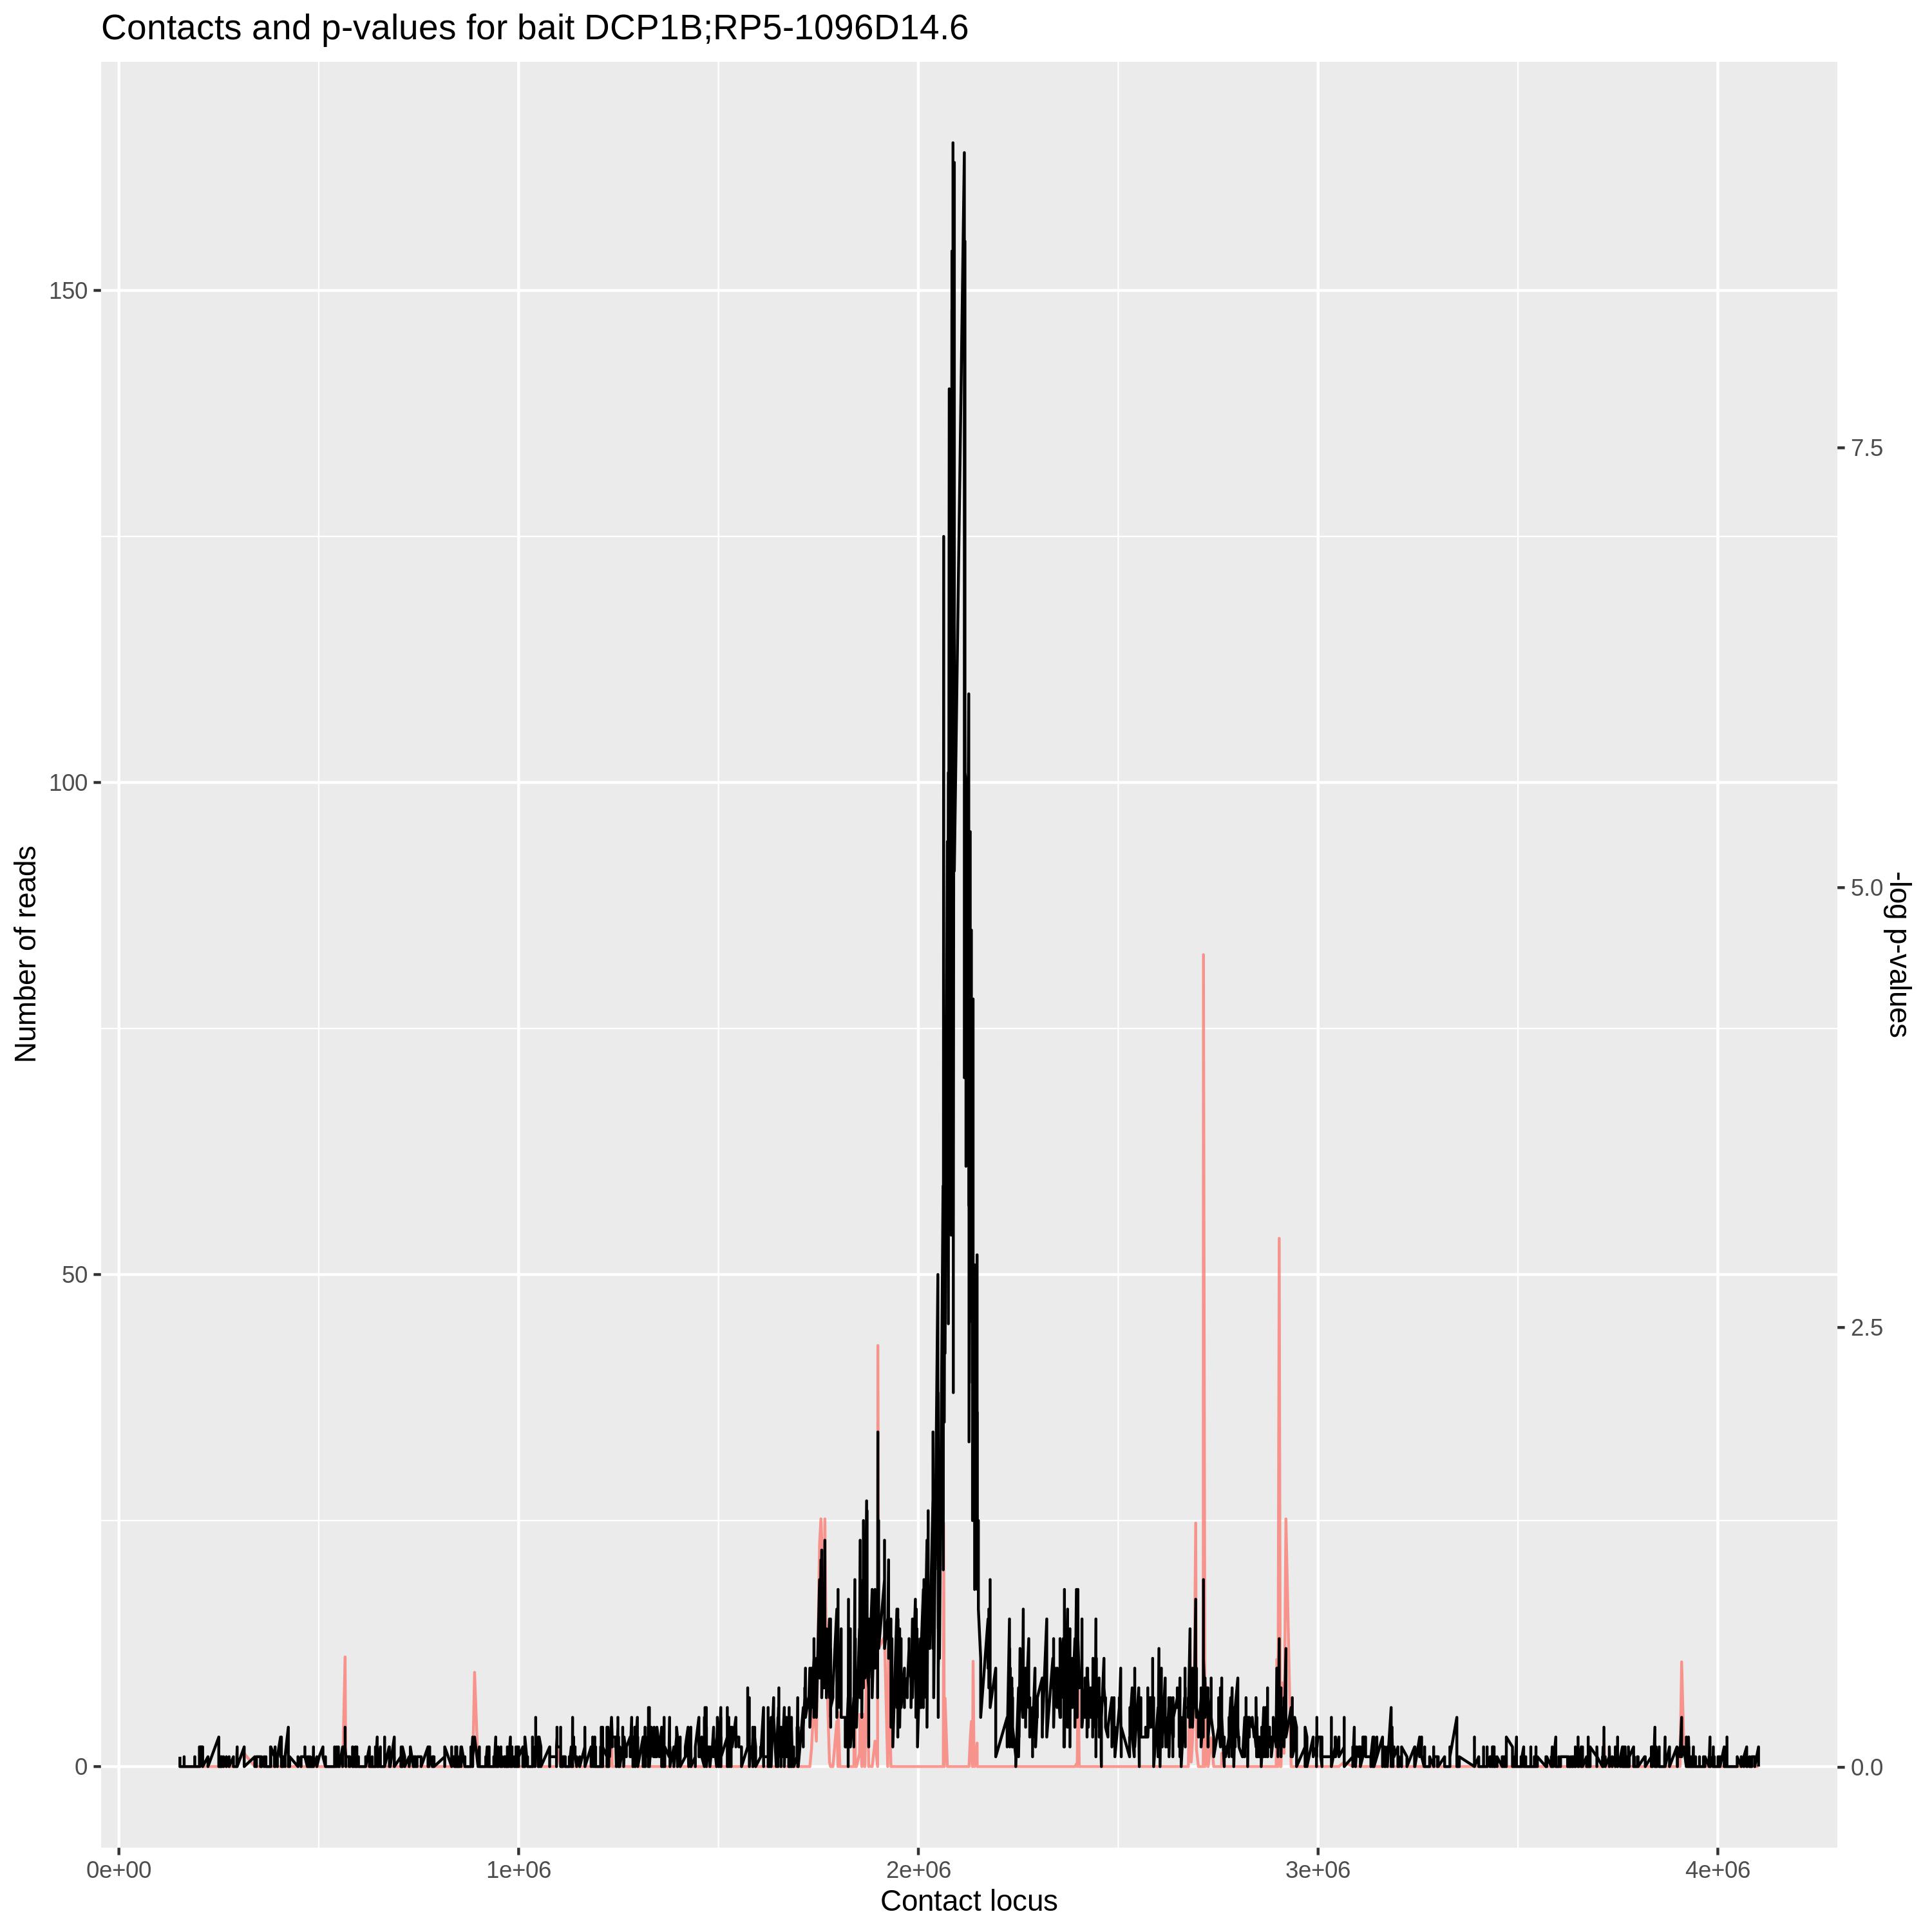 Contacts and p-values for bait DCP1B;RP5-1096D14.6
Number of reads
150
100
50
0
7.5
5.0
2.5
0.0
-log p-values
0e+00
1e+06
2e+06
3e+06
4e+06
Contact locus